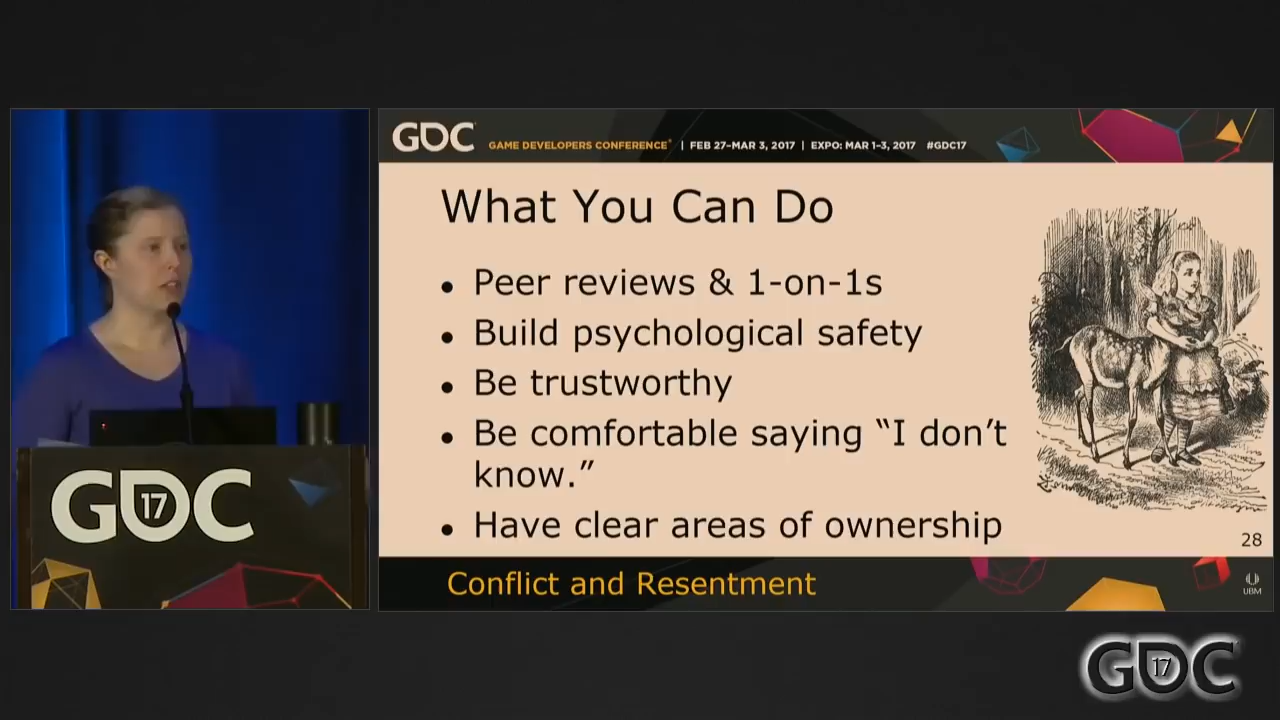 GDC
GAME DEVELOPERS CONFERENCE® | FEB 27–MAR 3, 2017 | EXPO: MAR 1–3, 2017 #GDC17
What You Can Do
• Peer reviews & 1-on-1s
• Build psychological safety
• Be trustworthy
• Be comfortable saying “I don’t
know.”
• Have clear areas of ownership
28
Conflict and Resentment
UBM
GDC
17
GDC
17